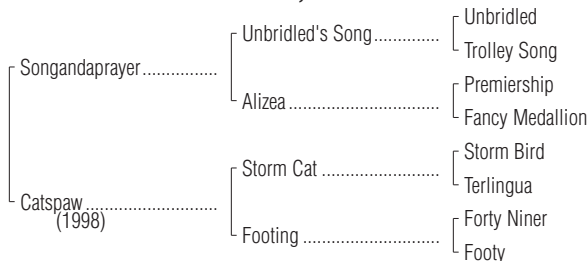 Unbridled
Unbridled's Song
Trolley Song
Songandaprayer
Premiership
Alizea
Fancy Medallion
Storm Bird
Storm Cat
Terlingua
Catspaw
(1998)
Forty Niner
Footing
Footy